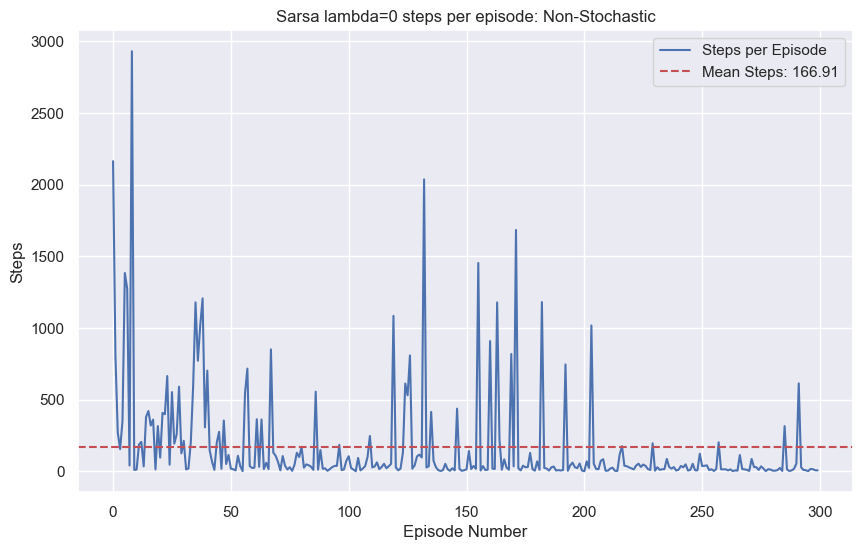 Sarsa lambda=0 steps per episode: Non-Stochastic
Steps per Episode
Mean Steps: 166.91
Steps
3000
2500
2000
1500
1000
500
0
0 50 100 150 200 250 300
Episode Number